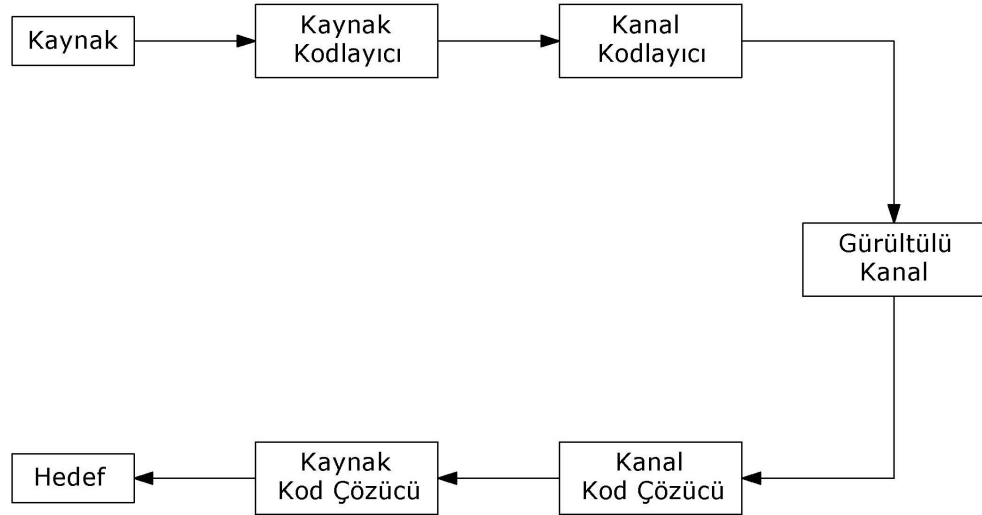 Kaynak
Kaynak
Kodlayıcı
Kanal
Kodlayıcı
Gürültülü
Kanal
Kanal
Kod Çözücü
Kaynak
Kod Çözücü
Hedef